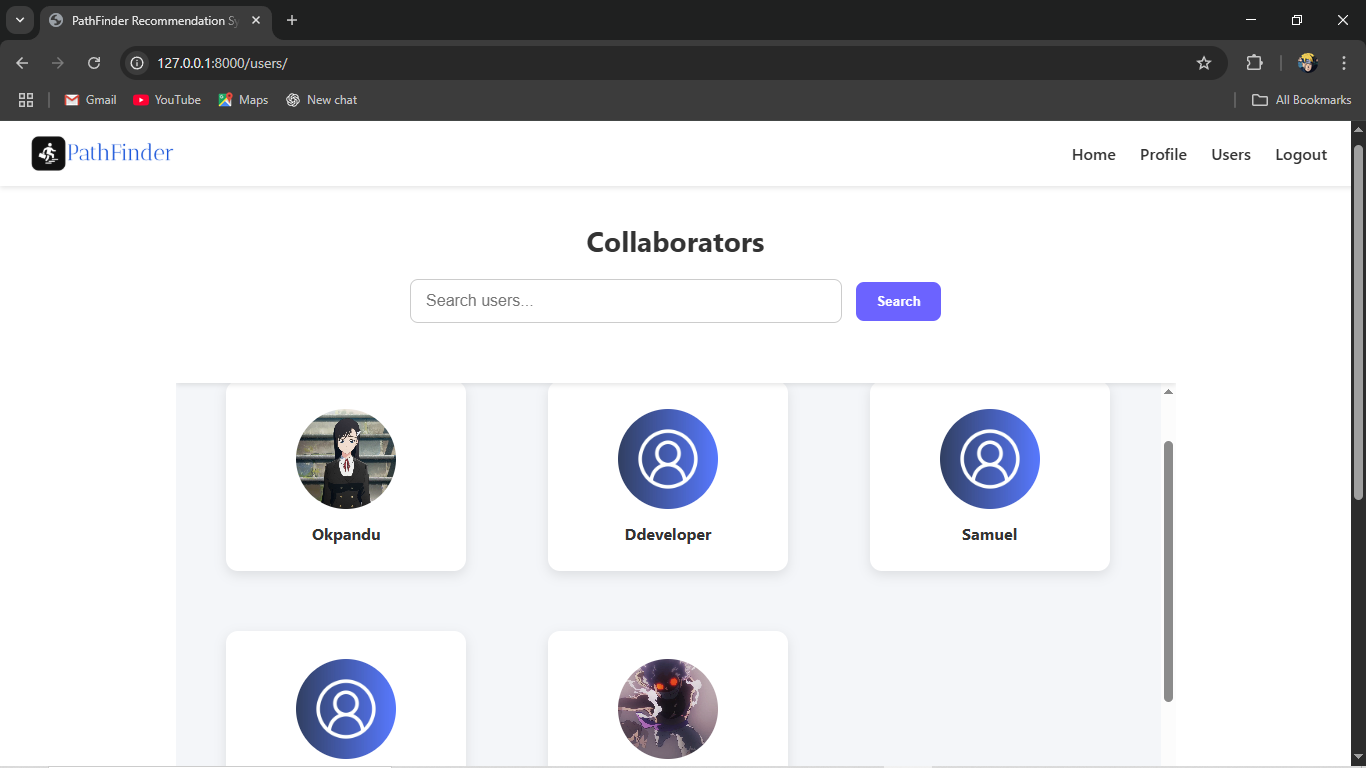 PathFinder Recommendation Sy
127.0.0.1:8000/users/
Gmail
YouTube
Maps
New chat
All Bookmarks
PathFinder
Home
Profile
Users
Logout
Collaborators
Search users...
Search
Okpandu
Ddeveloper
Samuel